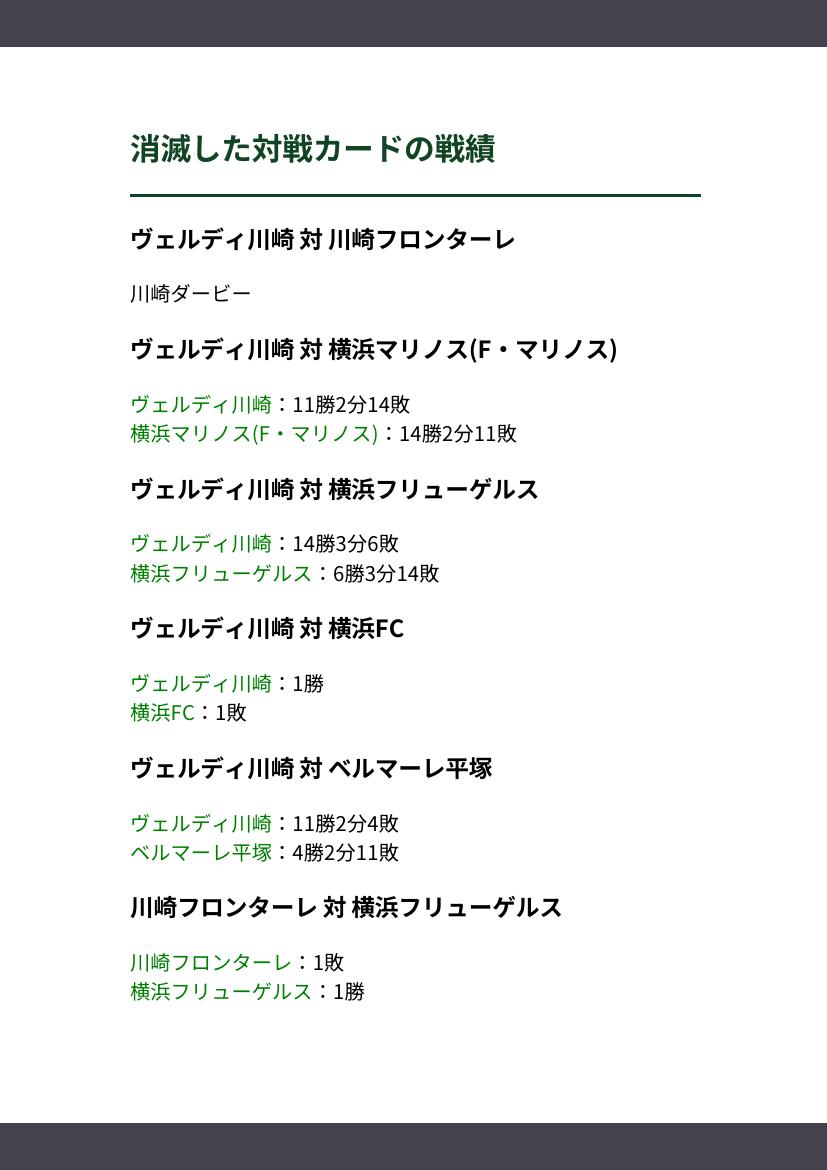 消滅した対戦カードの戦績
ヴェルディ川崎 対 川崎フロンターレ
川崎ダービー
ヴェルディ川崎 対 横浜マリノス(F・マリノス)
ヴェルディ川崎：11勝2分14敗
横浜マリノス(F・マリノス)：14勝2分11敗
ヴェルディ川崎 対 横浜フリューゲルス
ヴェルディ川崎：14勝3分6敗
横浜フリューゲルス：6勝3分14敗
ヴェルディ川崎 対 横浜FC
ヴェルディ川崎：1勝
横浜FC：1敗
ヴェルディ川崎 対 ベルマーレ平塚
ヴェルディ川崎：11勝2分4敗
ベルマーレ平塚：4勝2分11敗
川崎フロンターレ 対 横浜フリューゲルス
川崎フロンターレ：1敗
横浜フリューゲルス：1勝